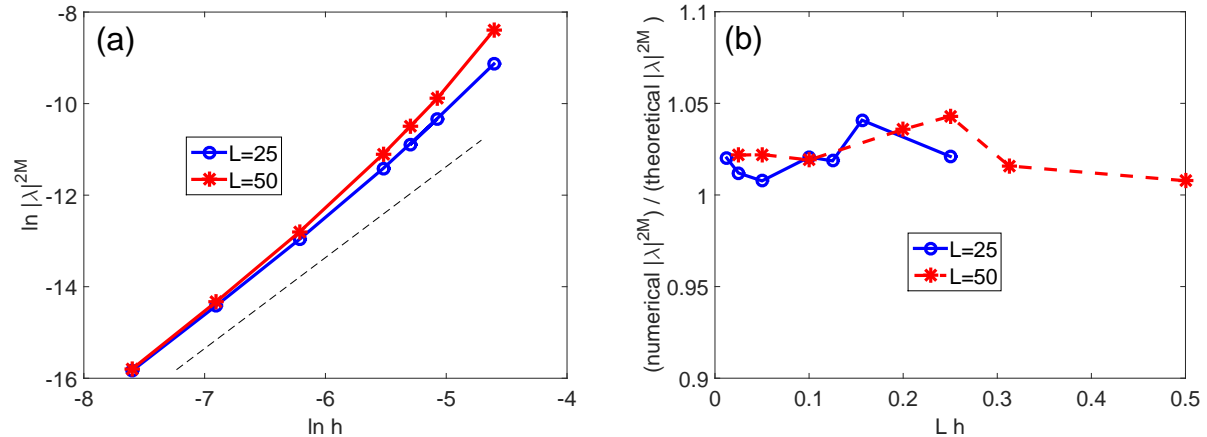 (a)
ln |λ|^2M
-8
-10
-12
-14
-16
L=25
L=50
-8 -7 -6 -5 -4
ln h
(b)
(numerical |λ|^2M) / (theoretical |λ|^2M)
1.1
1.05
1
0.95
0.9
L=25
L=50
0 0.1 0.2 0.3 0.4 0.5
L h